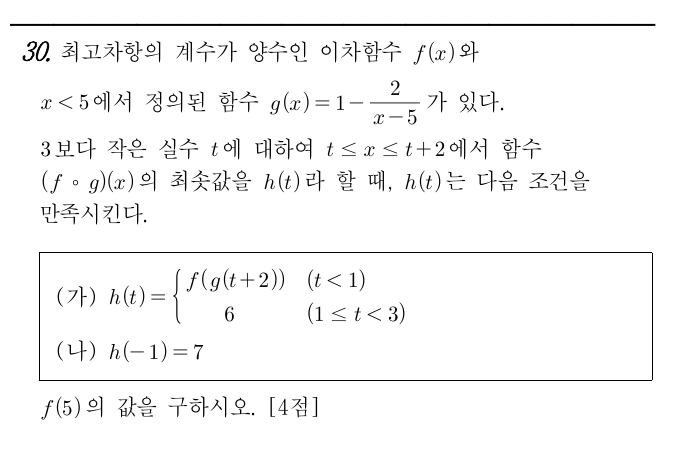 30. 최고차항의 계수가 양수인 이차함수 f(x)와
x<5에서 정의된 함수 g(x)=1-\frac{2}{x-5}가 있다.
3보다 작은 실수 t에 대하여 t≤x≤t+2에서 함수
(f∘g)(x)의 최솟값을 h(t)라 할 때, h(t)는 다음 조건을
만족시킨다.
(가) h(t)=\begin{cases} f(g(t+2)) & (t<1) \\ 6 & (1≤t<3) \end{cases}
(나) h(-1)=7
f(5)의 값을 구하시오. [4점]